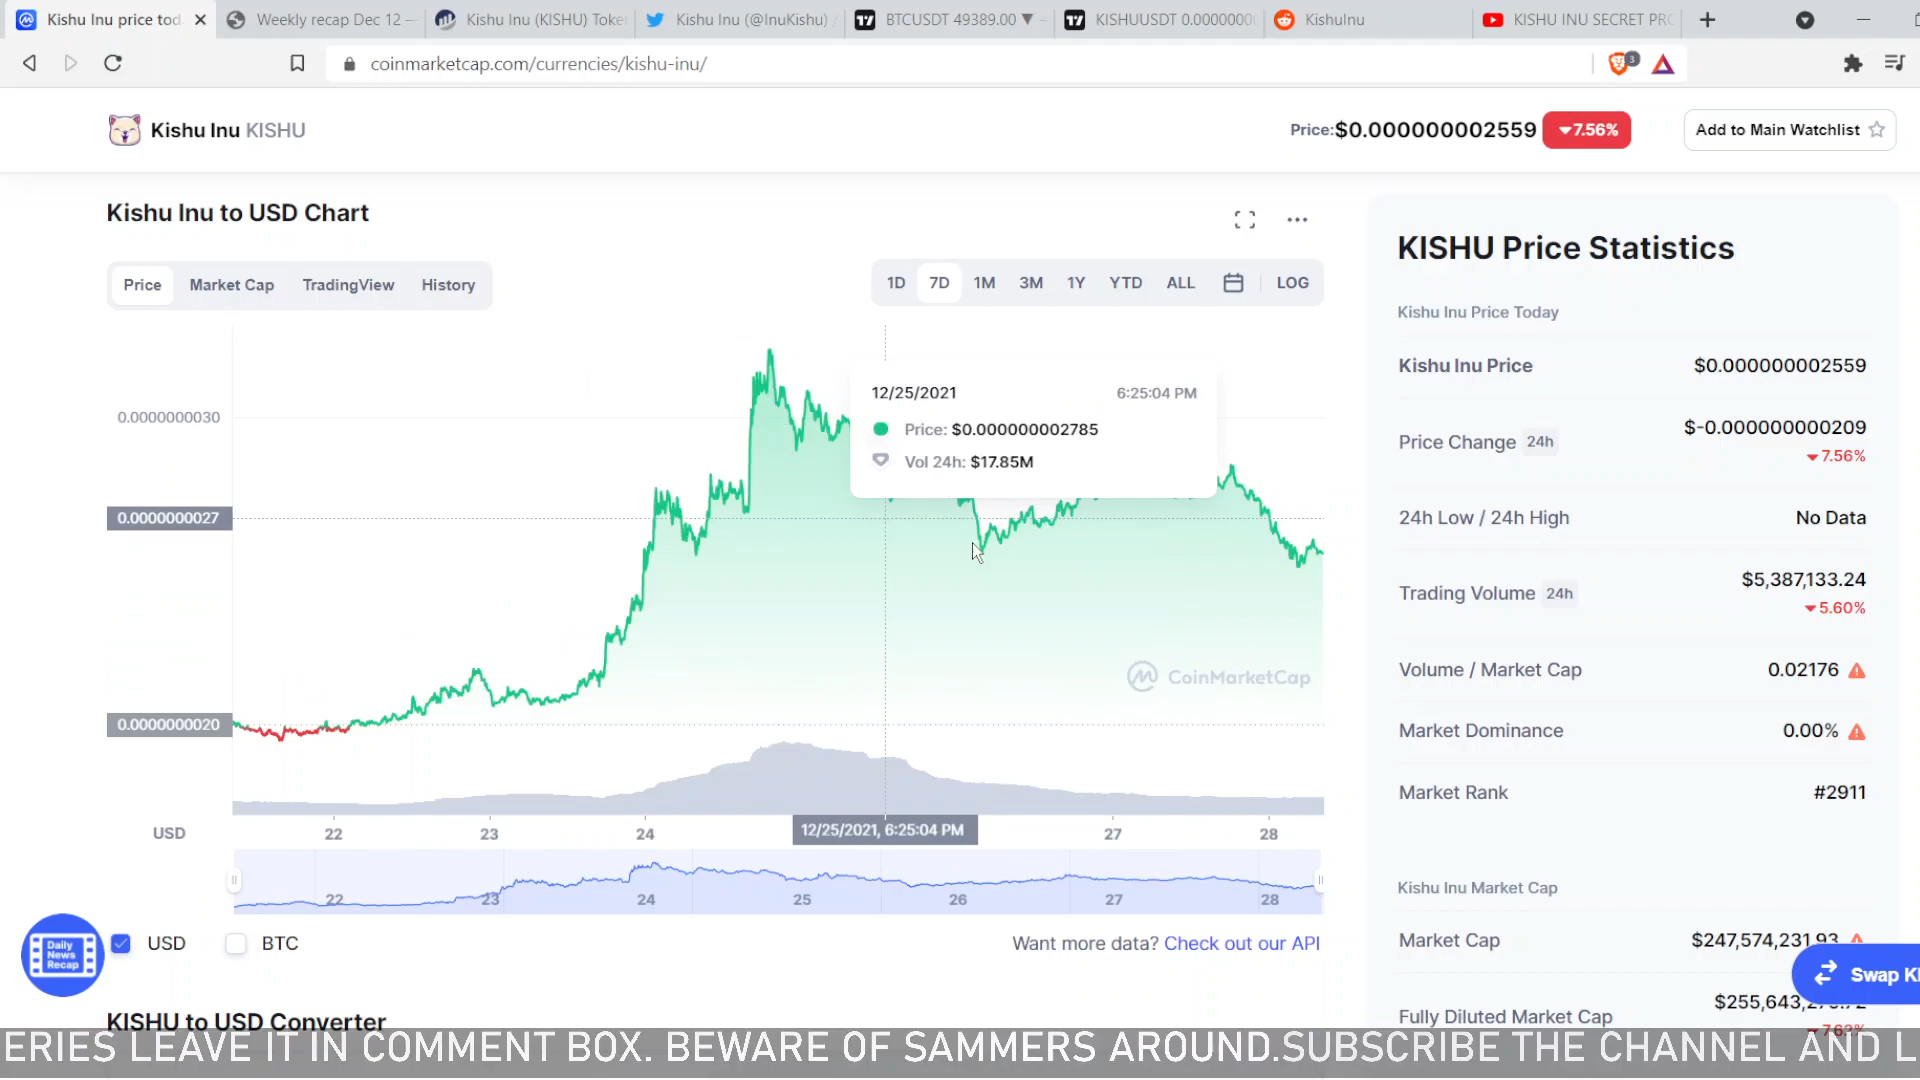 Kishu Inu price tod
Weekly recap Dec 12 –
Kishu Inu (KISHU) Toke
Kishu Inu (@InuKishu) /
BTCUSDT 49389.00 ▼ –
KISHUUSDT 0.0000000
KishuInu
KISHU INU SECRET PRO
coinmarketcap.com/currencies/kishu-inu/
3
Kishu Inu KISHU
Price:$0.000000002559
▼7.56%
Add to Main Watchlist
Kishu Inu to USD Chart
Price
Market Cap
TradingView
History
1D
7D
1M
3M
1Y
YTD
ALL
LOG
0.0000000030
0.0000000027
0.0000000020
12/25/2021
6:25:04 PM
Price: $0.000000002785
Vol 24h: $17.85M
CoinMarketCap
USD
22
23
24
12/25/2021, 6:25:04 PM
27
28
22
23
24
25
26
27
28
Daily
News
Recap
USD
BTC
Want more data? Check out our API
KISHU to USD Converter
KISHU Price Statistics
Kishu Inu Price Today
Kishu Inu Price
$0.000000002559
Price Change 24h
$-0.000000000209
▼7.56%
24h Low / 24h High
No Data
Trading Volume 24h
$5,387,133.24
▼5.60%
Volume / Market Cap
0.02176
Market Dominance
0.00%
Market Rank
#2911
Kishu Inu Market Cap
Market Cap
$247,574,231.93
Swap KI
Fully Diluted Market Cap
ERIES LEAVE IT IN COMMENT BOX. BEWARE OF SAMMERS AROUND.SUBSCRIBE THE CHANNEL AND L